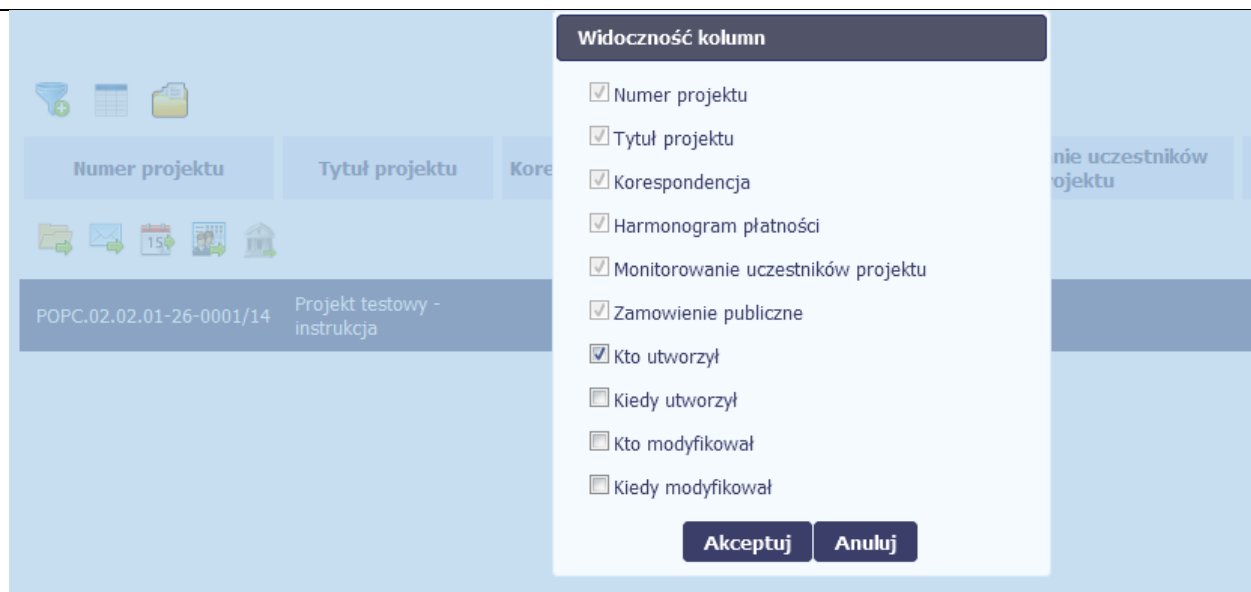 Widoczność kolumn
Numer projektu
Tytuł projektu
Korespondencja
Harmonogram płatności
Monitorowanie uczestników projektu
Zamowienie publiczne
Kto utworzył
Kiedy utworzył
Kto modyfikował
Kiedy modyfikował
Akceptuj Anuluj
Numer projektu Tytuł projektu Kore
nie uczestników
ojektu
15
POPC.02.02.01-26-0001/14
Projekt testowy -
instrukcja